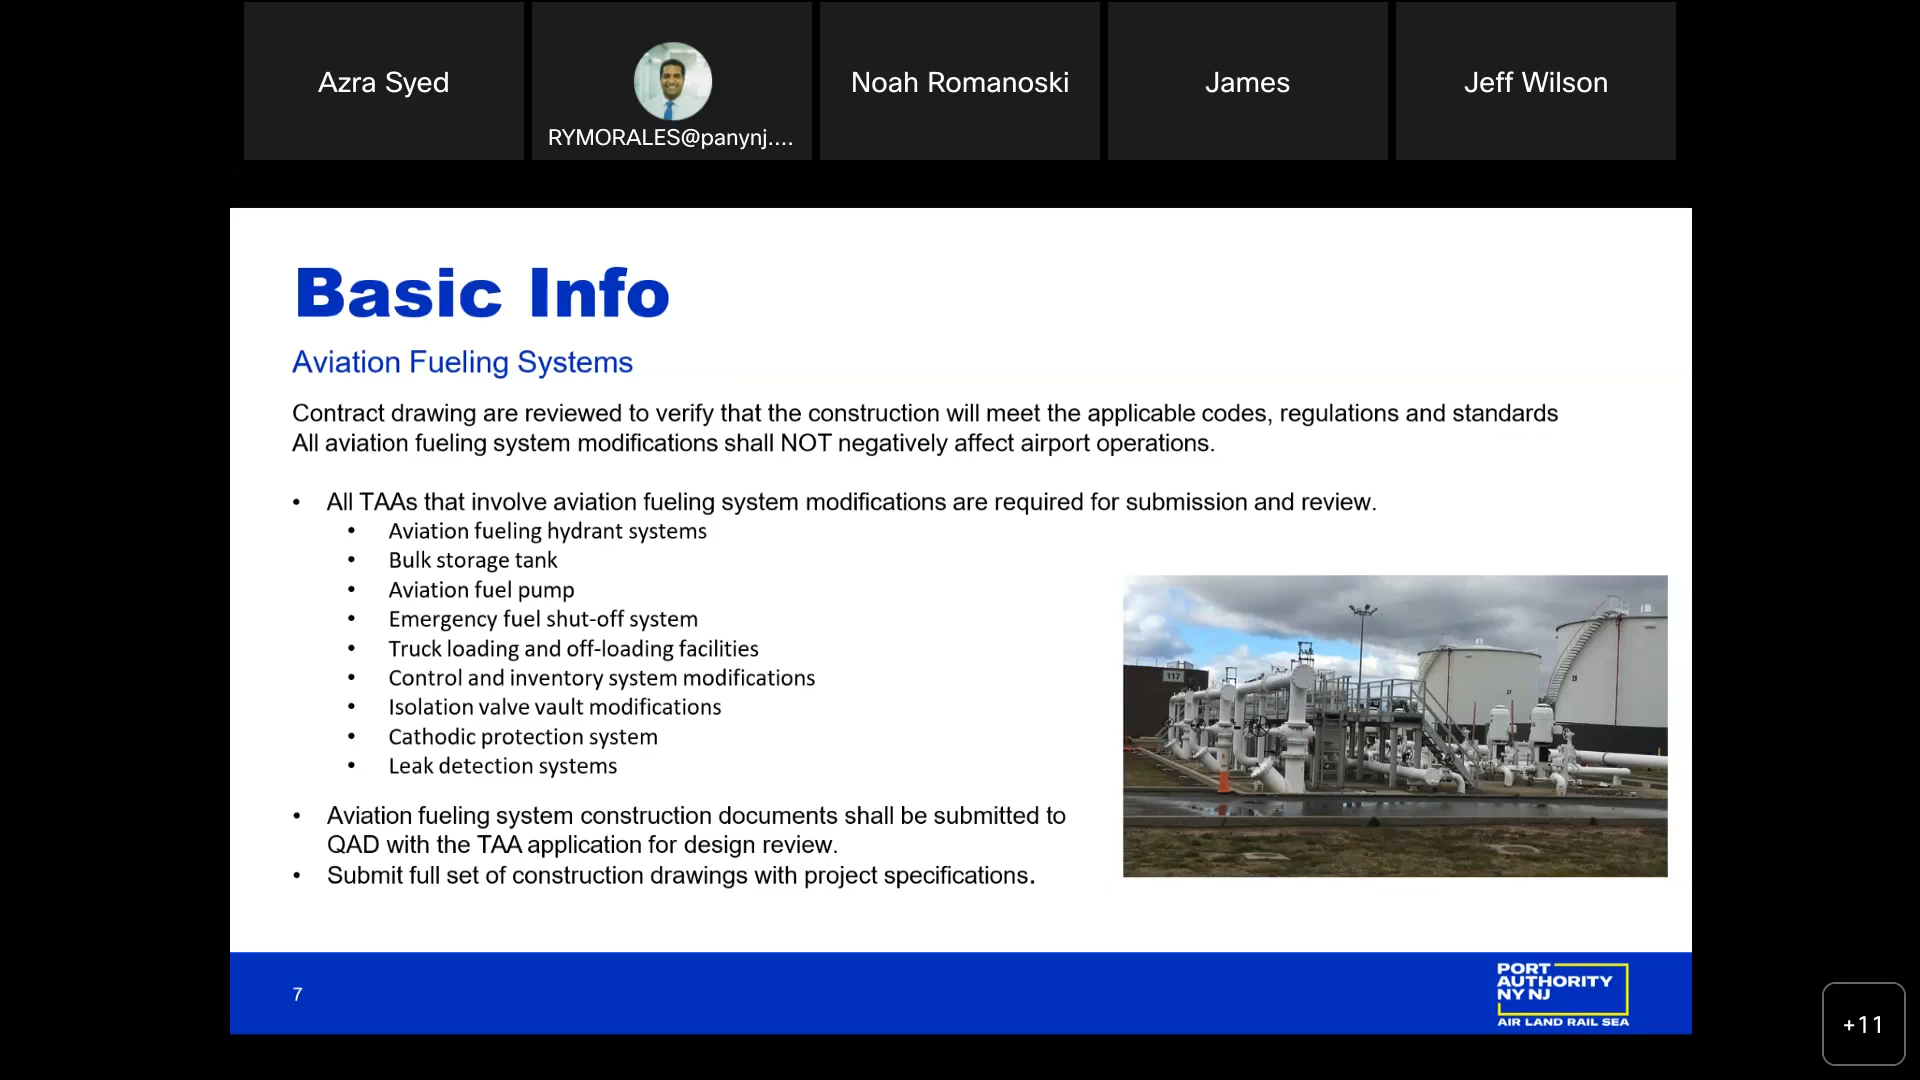 Azra Syed
RYMORALES@panynj....
Noah Romanoski
James
Jeff Wilson
Basic Info
Aviation Fueling Systems
Contract drawing are reviewed to verify that the construction will meet the applicable codes, regulations and standards
All aviation fueling system modifications shall NOT negatively affect airport operations.
• All TAAs that involve aviation fueling system modifications are required for submission and review.
• Aviation fueling hydrant systems
• Bulk storage tank
• Aviation fuel pump
• Emergency fuel shut-off system
• Truck loading and off-loading facilities
• Control and inventory system modifications
• Isolation valve vault modifications
• Cathodic protection system
• Leak detection systems
• Aviation fueling system construction documents shall be submitted to
QAD with the TAA application for design review.
• Submit full set of construction drawings with project specifications.
117
7
PORT
AUTHORITY
NY NJ
AIR LAND RAIL SEA
+11